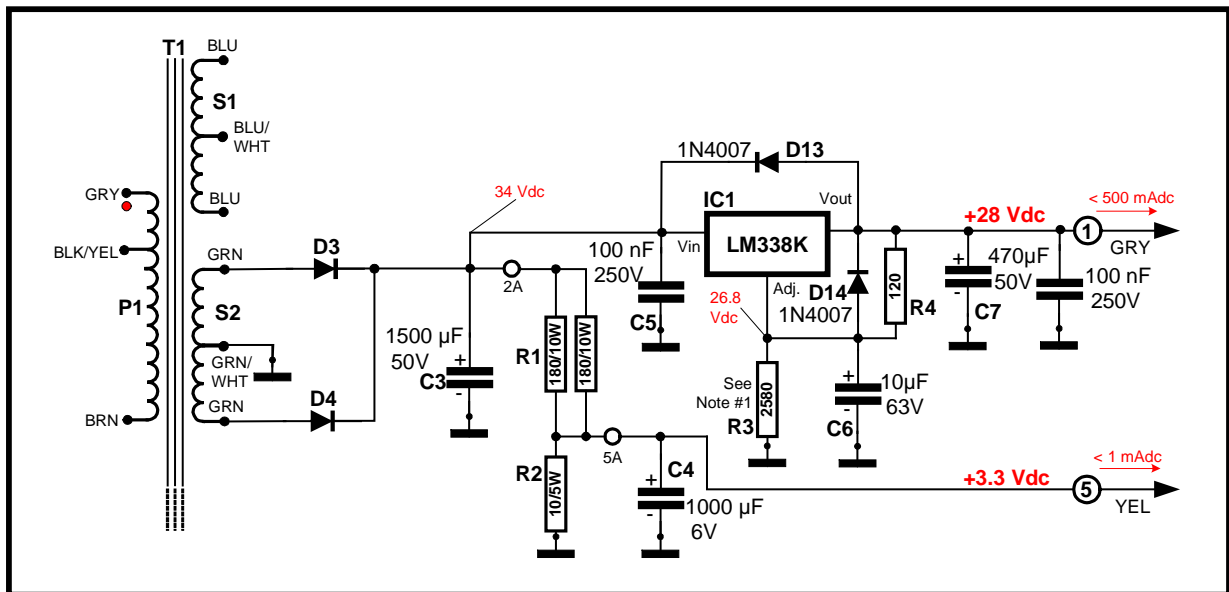 T1
BLU
S1
BLU/
WHT
BLU
GRY
BLK/YEL
P1
BRN
GRN
S2
GRN/
WHT
GRN
D3
D4
34 Vdc
2A
1500 µF
50V
C3
+
-
R1
180/10W
180/10W
R2
10/5W
5A
C4
+
-
1000 µF
6V
100 nF
250V
C5
1N4007
D13
IC1
Vout
Vin
LM338K
Adj.
D14
1N4007
26.8
Vdc
R4
120
See
Note #1
2580
R3
+
-
10µF
63V
C6
+28 Vdc
< 500 mAdc
1
GRY
+
-
470µF
50V
C7
100 nF
250V
+3.3 Vdc
< 1 mAdc
5
YEL